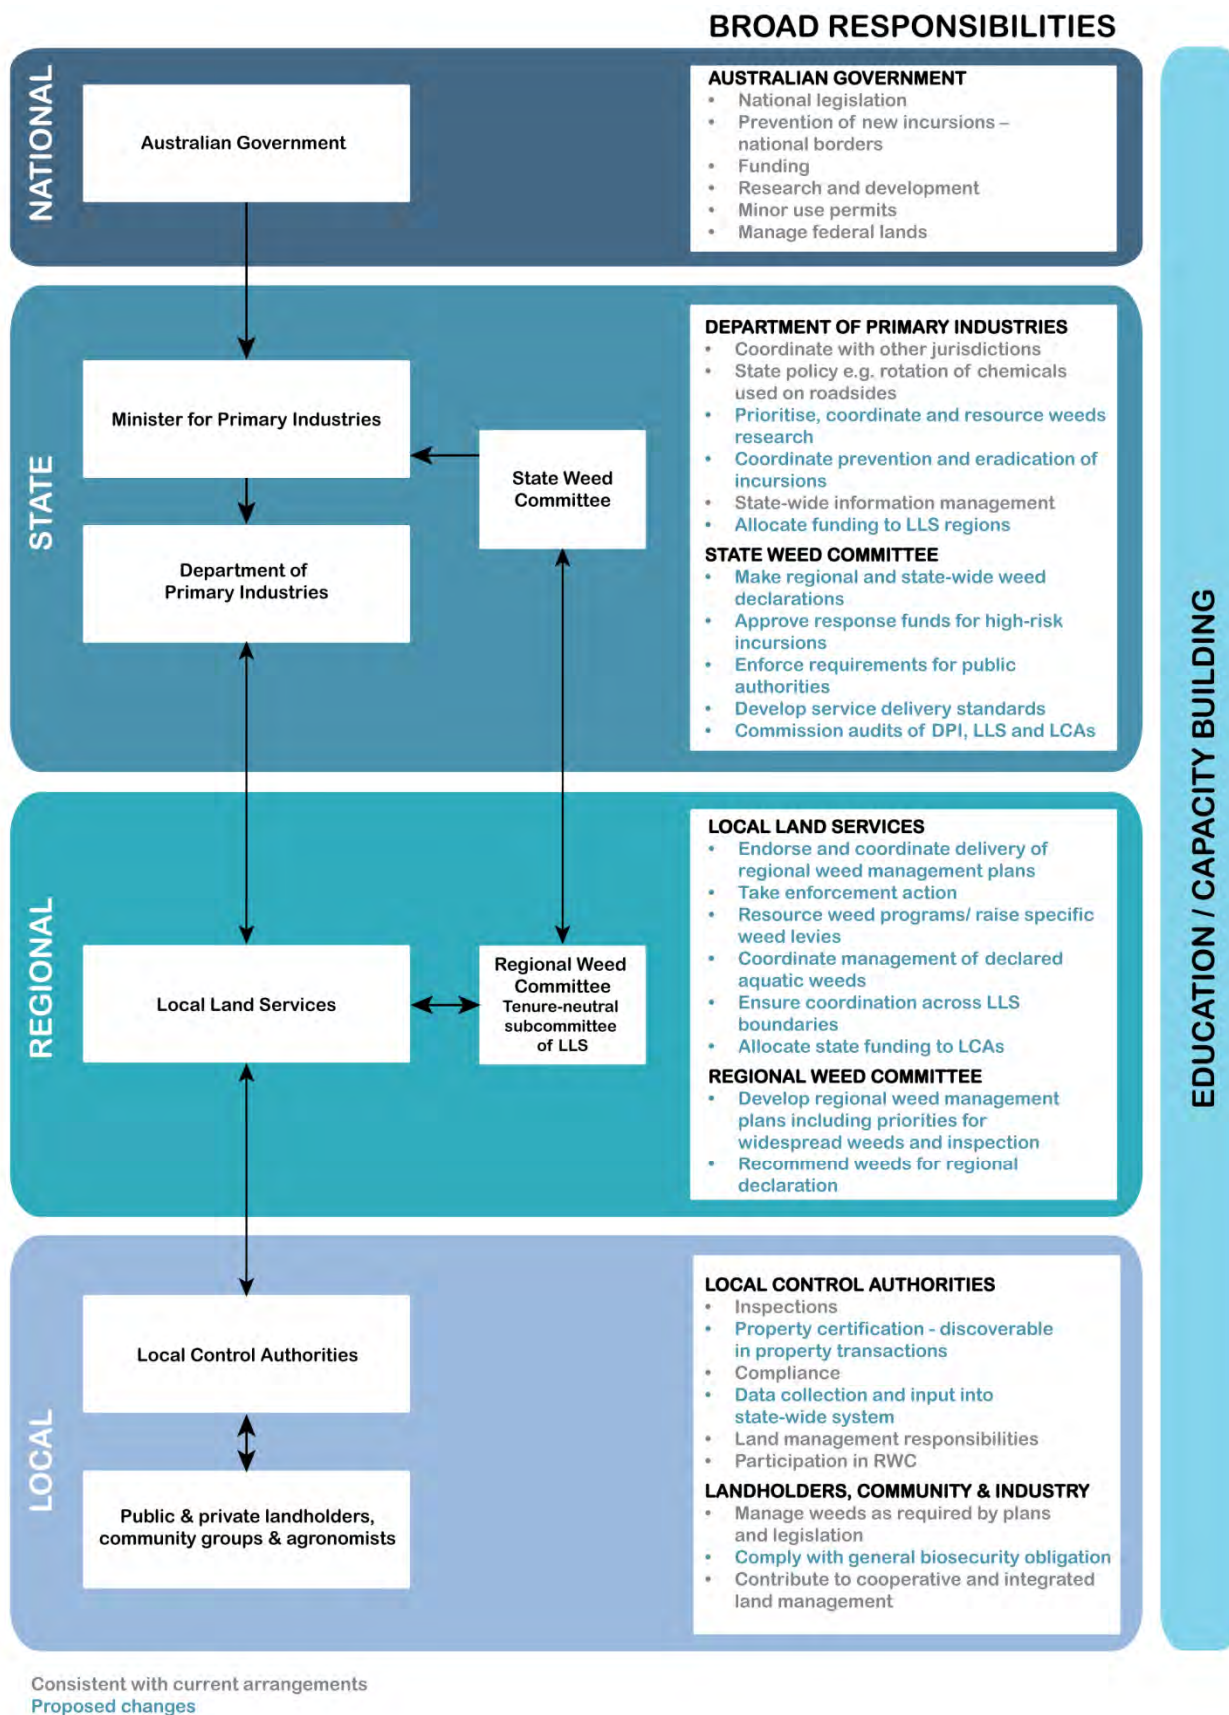 BROAD RESPONSIBILITIES
NATIONAL
Australian Government
AUSTRALIAN GOVERNMENT
• National legislation
• Prevention of new incursions –
national borders
• Funding
• Research and development
• Minor use permits
• Manage federal lands
STATE
Minister for Primary Industries
State Weed
Committee
Department of
Primary Industries
DEPARTMENT OF PRIMARY INDUSTRIES
• Coordinate with other jurisdictions
• State policy e.g. rotation of chemicals
used on roadsides
• Prioritise, coordinate and resource weeds
research
• Coordinate prevention and eradication of
incursions
• State-wide information management
• Allocate funding to LLS regions
STATE WEED COMMITTEE
• Make regional and state-wide weed
declarations
• Approve response funds for high-risk
incursions
• Enforce requirements for public
authorities
• Develop service delivery standards
• Commission audits of DPI, LLS and LCAs
REGIONAL
Local Land Services
Regional Weed
Committee
Tenure-neutral
subcommittee
of LLS
LOCAL LAND SERVICES
• Endorse and coordinate delivery of
regional weed management plans
• Take enforcement action
• Resource weed programs/ raise specific
weed levies
• Coordinate management of declared
aquatic weeds
• Ensure coordination across LLS
boundaries
• Allocate state funding to LCAs
REGIONAL WEED COMMITTEE
• Develop regional weed management
plans including priorities for
widespread weeds and inspection
• Recommend weeds for regional
declaration
LOCAL
Local Control Authorities
Public & private landholders,
community groups & agronomists
LOCAL CONTROL AUTHORITIES
• Inspections
• Property certification - discoverable
in property transactions
• Compliance
• Data collection and input into
state-wide system
• Land management responsibilities
• Participation in RWC
LANDHOLDERS, COMMUNITY & INDUSTRY
• Manage weeds as required by plans
and legislation
• Comply with general biosecurity obligation
• Contribute to cooperative and integrated
land management
EDUCATION / CAPACITY BUILDING
Consistent with current arrangements
Proposed changes